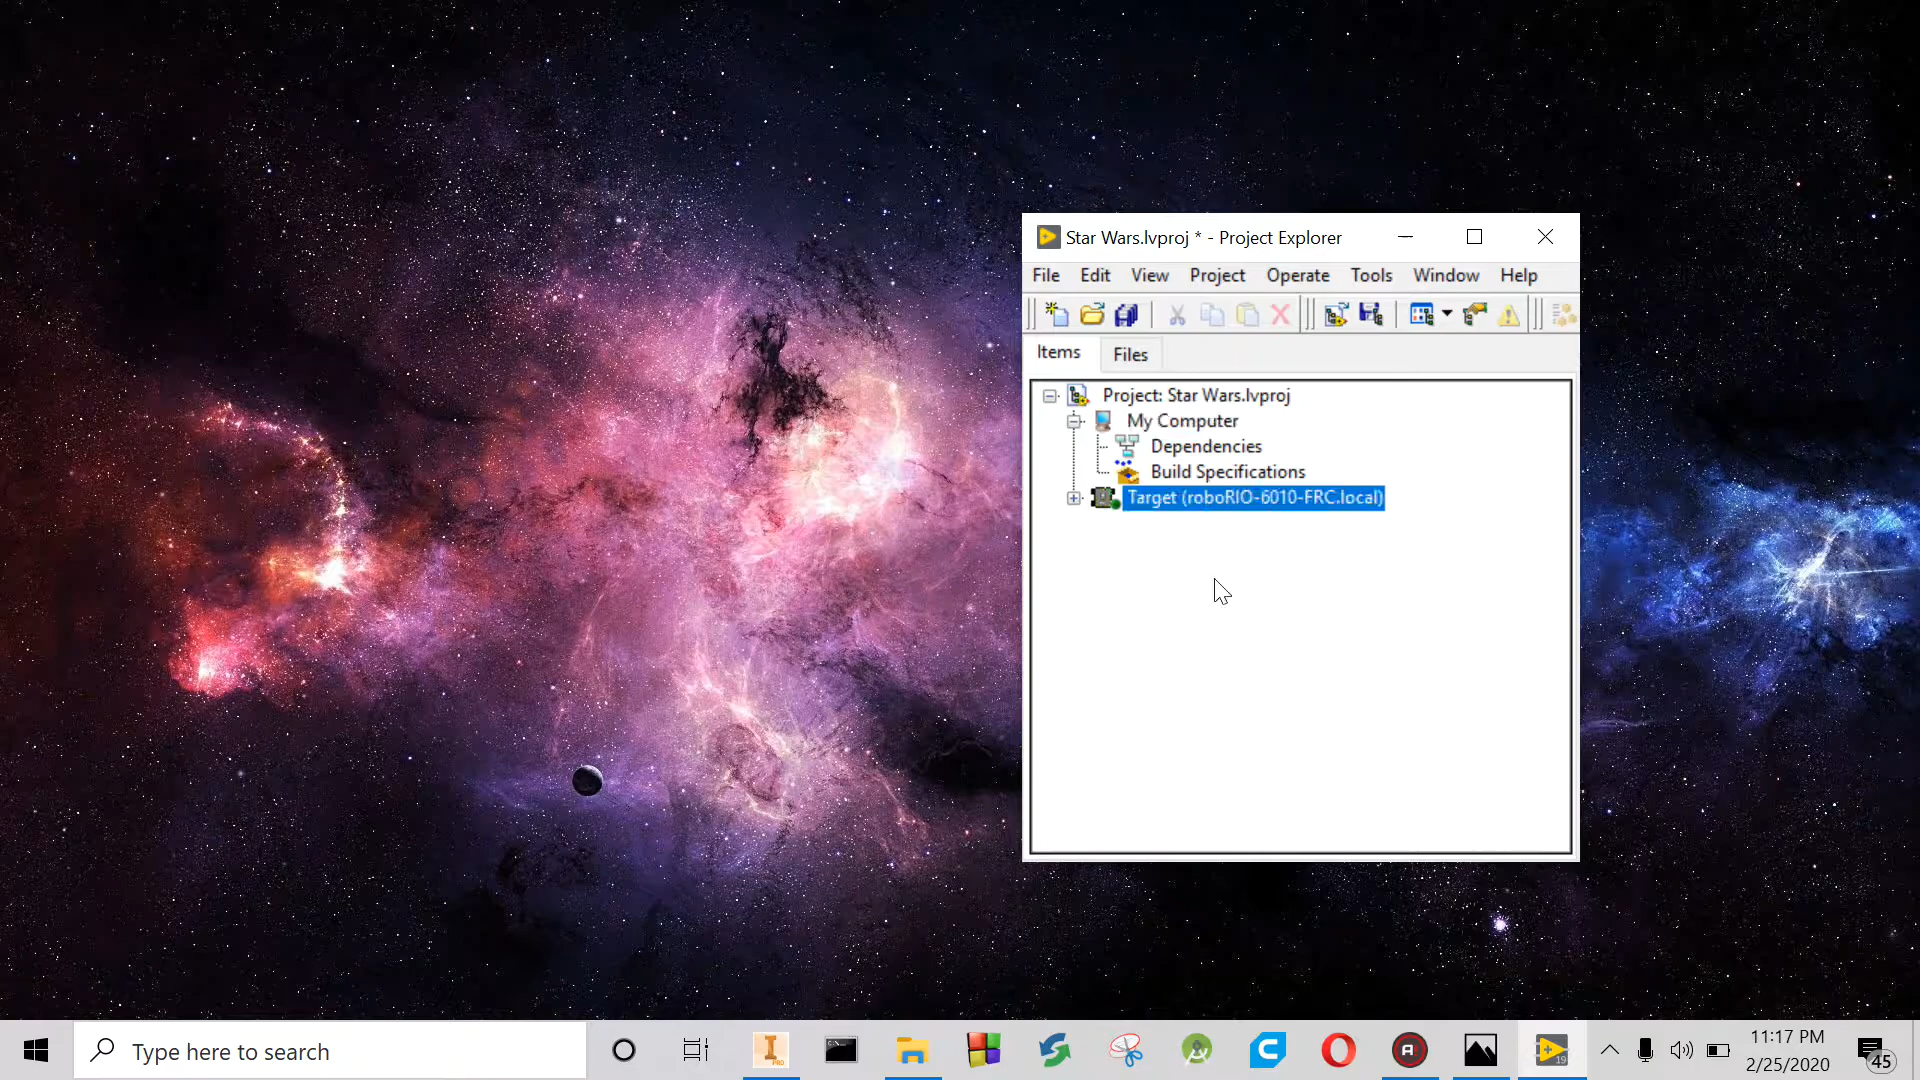 Star Wars.lvproj * - Project Explorer
File Edit View Project Operate Tools Window Help
Items Files
Project: Star Wars.lvproj
My Computer
Dependencies
Build Specifications
Target (roboRIO-6010-FRC.local)
Type here to search
I PRO
C:\
19
11:17 PM
2/25/2020
45